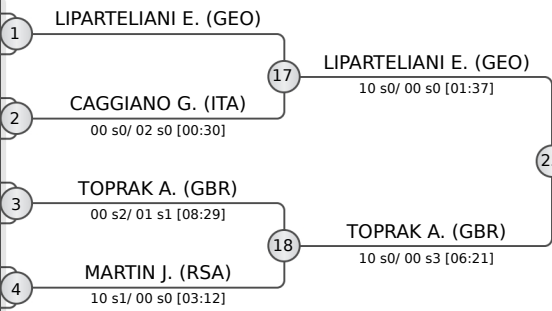 LIPARTELIANI E. (GEO)
1
17
LIPARTELIANI E. (GEO)
10 s0/ 00 s0 [01:37]
CAGGIANO G. (ITA)
2
00 s0/ 02 s0 [00:30]
TOPRAK A. (GBR)
3
00 s2/ 01 s1 [08:29]
18
TOPRAK A. (GBR)
10 s0/ 00 s3 [06:21]
MARTIN J. (RSA)
4
10 s1/ 00 s0 [03:12]